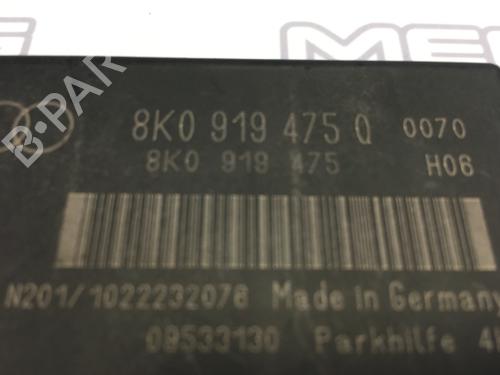 8K0 919 475 Q 0070
8K0 919 475 H06
N201/1022232076 Made in Germany
09533130 Parkhilfe
B-PAR